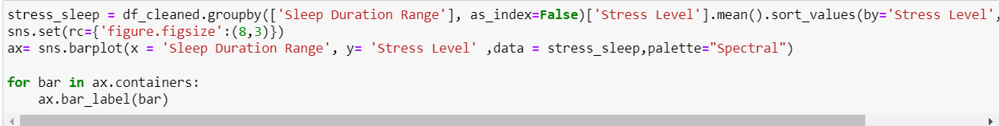 stress_sleep = df_cleaned.groupby(['Sleep Duration Range'], as_index=False)['Stress Level'].mean().sort_values(by='Stress Level',
sns.set(rc={'figure.figsize':(8,3)})
ax= sns.barplot(x = 'Sleep Duration Range', y= 'Stress Level' ,data = stress_sleep,palette="Spectral")

for bar in ax.containers:
    ax.bar_label(bar)